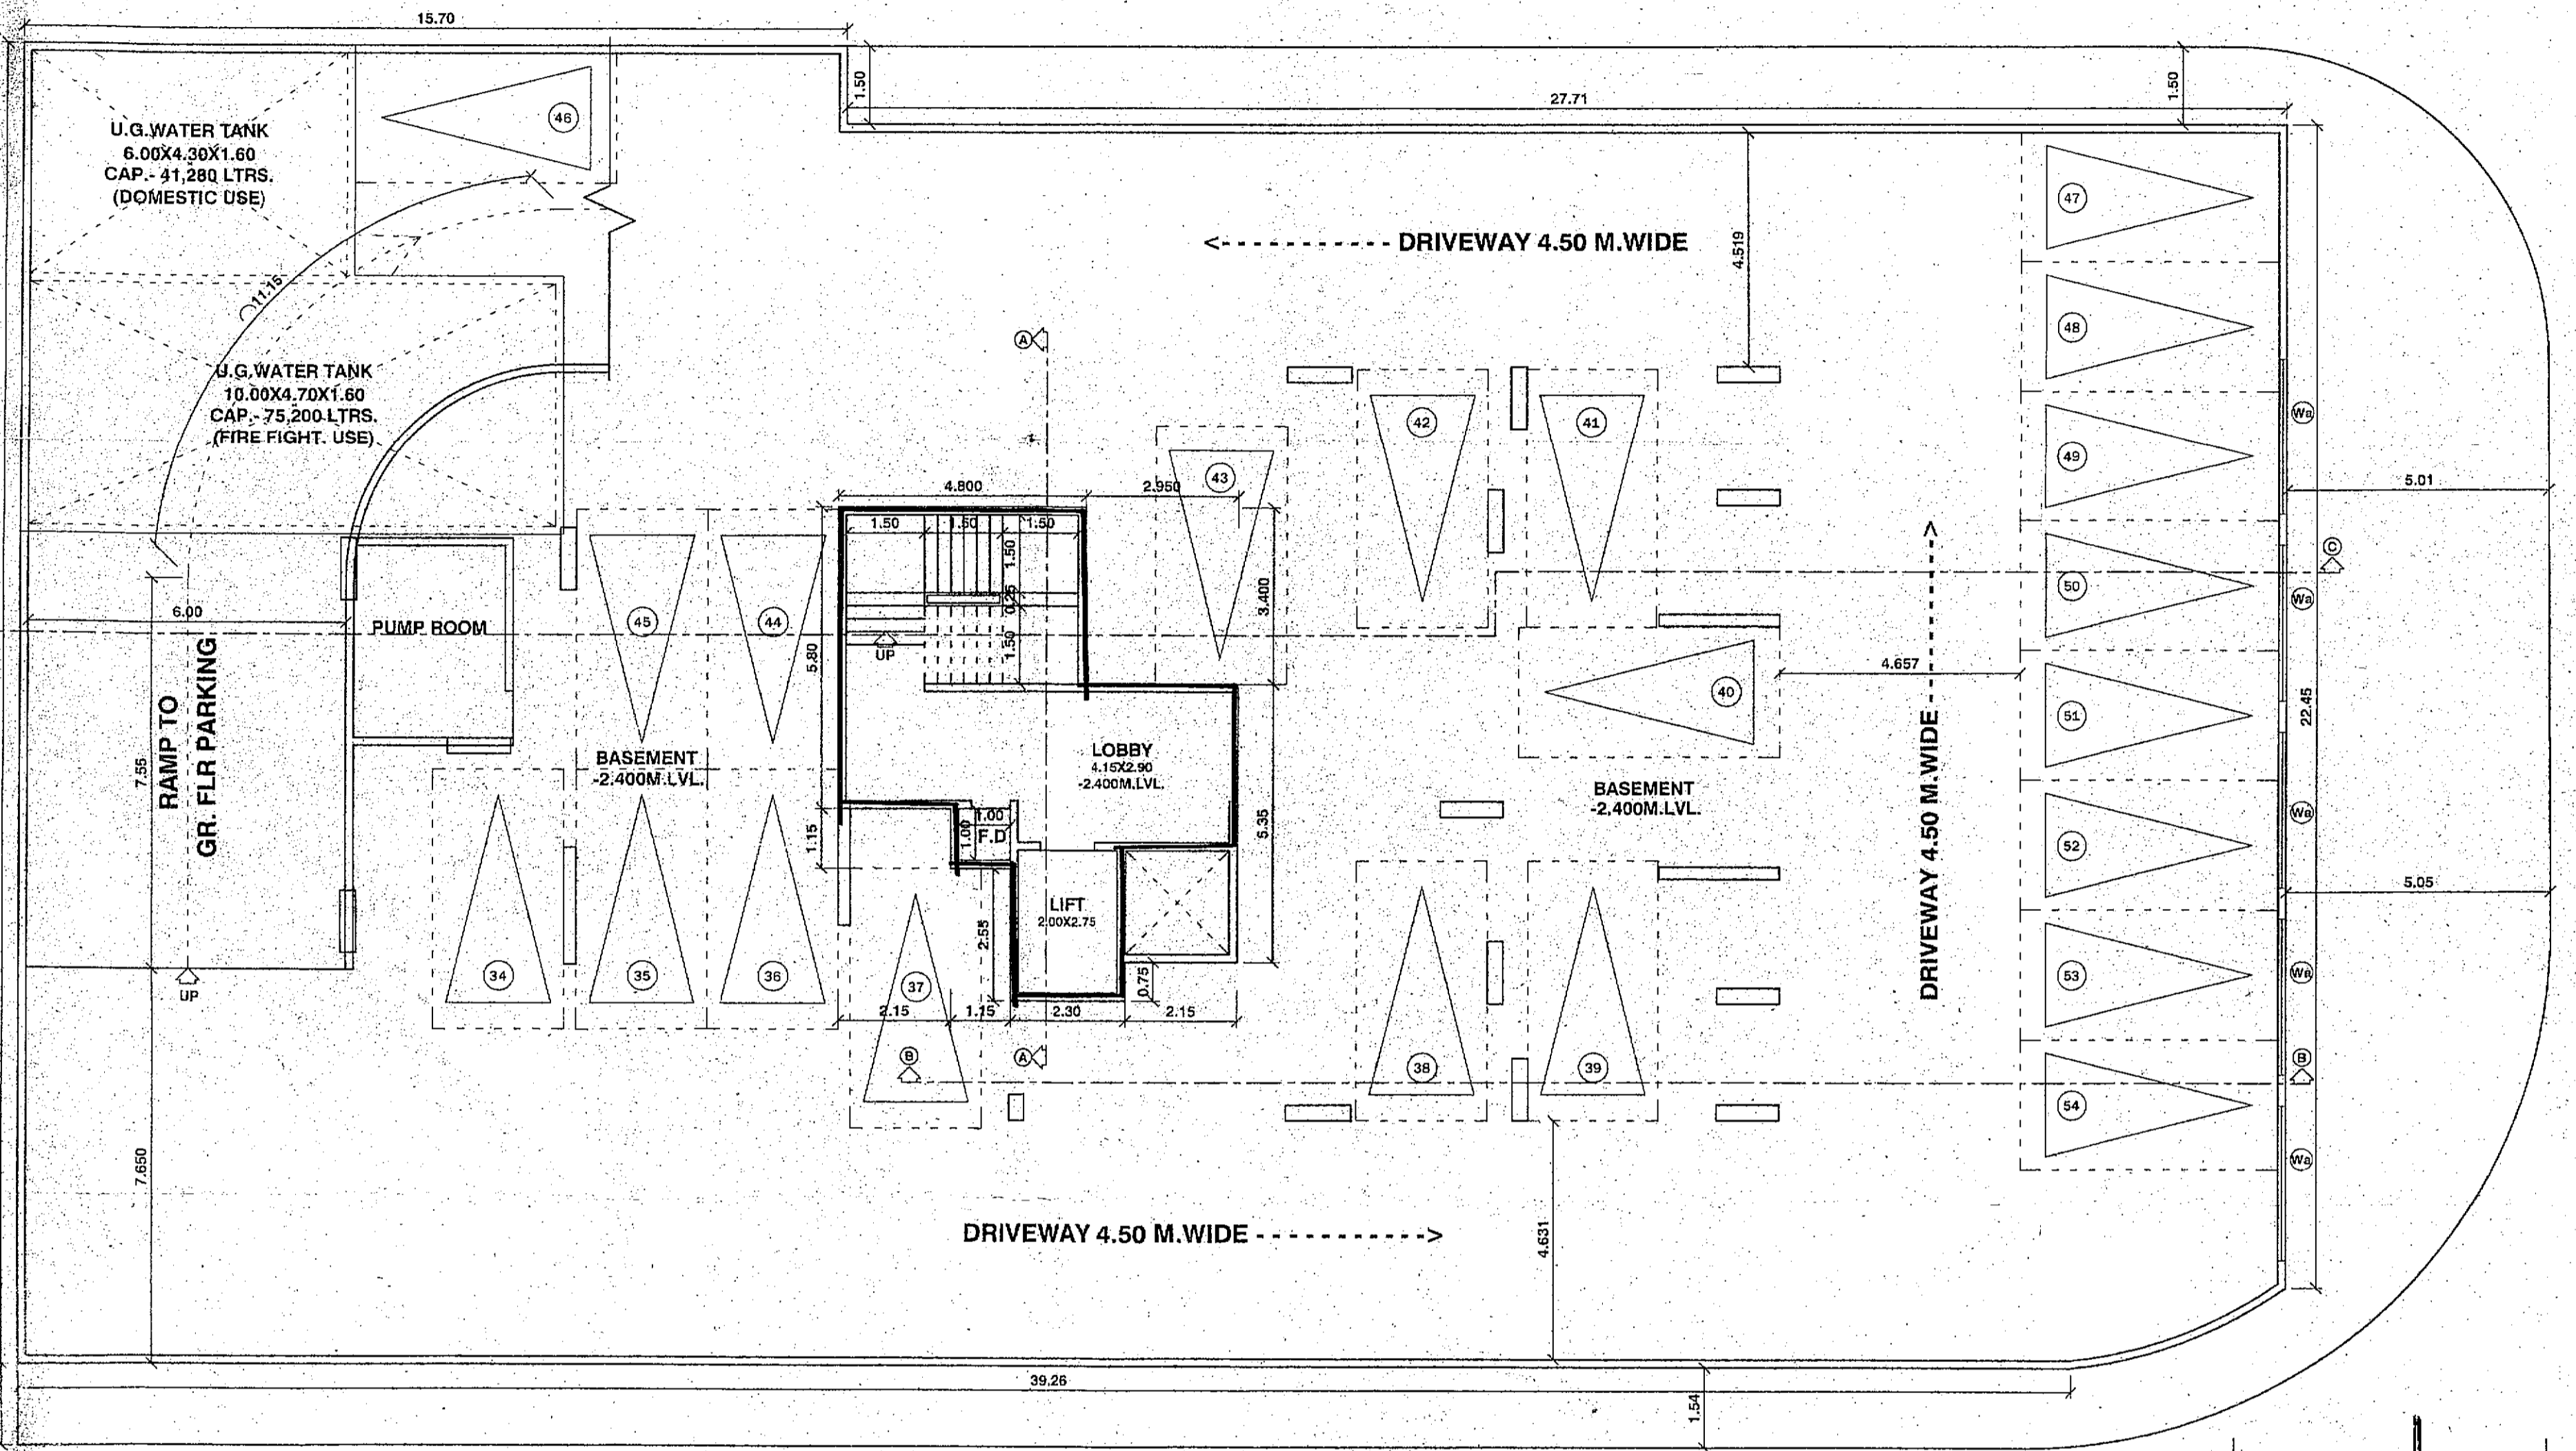 15.70
1.50
27.71
1.50
U.G.WATER TANK
6.00X4.30X1.60
CAP.- 41,280 LTRS.
(DOMESTIC USE)
46
47
DRIVEWAY 4.50 M.WIDE
4.519
11.15
48
A
U.G.WATER TANK
10.00X4.70X1.60
CAP.- 75,200 LTRS.
(FIRE FIGHT. USE)
42
41
Wa
49
43
5.01
4.800
2.950
1.50
1.50
1.50
1.50
C
50
Wa
0.25
3.400
6.00
PUMP ROOM
45
44
UP
1.50
5.80
4.657
40
22.45
51
RAMP TO
GR. FLR PARKING
7.55
BASEMENT
-2.400M.LVL.
LOBBY
4.15X2.90
-2.400M.LVL.
BASEMENT
-2.400M.LVL.
DRIVEWAY 4.50 M.WIDE
Wa
1.00
F.D
1.00
1.15
5.35
52
5.05
LIFT
2.00X2.75
2.55
34
35
36
37
0.75
53
Wa
UP
2.15
1.15
2.30
2.15
B
A
38
39
B
54
7.650
Wa
DRIVEWAY 4.50 M.WIDE
4.631
39.26
1.54